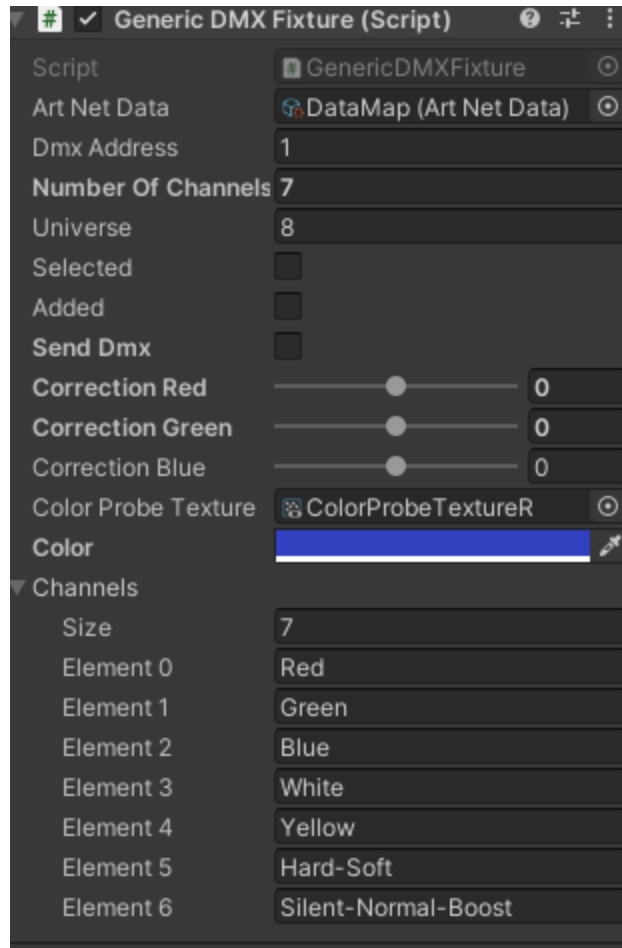 Generic DMX Fixture (Script)
Script GenericDMXFixture
Art Net Data DataMap (Art Net Data)
Dmx Address 1
Number Of Channels 7
Universe 8
Selected
Added
Send Dmx
Correction Red 0
Correction Green 0
Correction Blue 0
Color Probe Texture ColorProbeTextureR
Color
Channels
Size 7
Element 0 Red
Element 1 Green
Element 2 Blue
Element 3 White
Element 4 Yellow
Element 5 Hard-Soft
Element 6 Silent-Normal-Boost